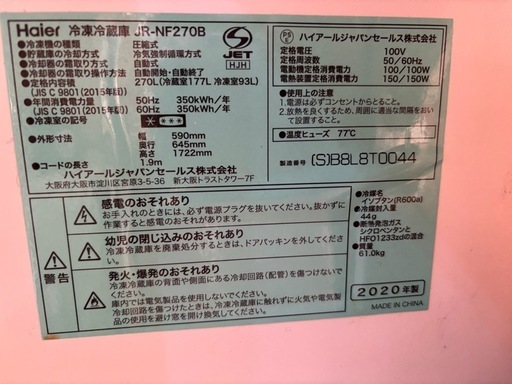 Haier 冷凍冷蔵庫 JR-NF270B
●冷凍機の種類 圧縮式
●貯蔵庫の冷却方式 冷気強制循環方式
●冷却器の霜取り方式 自動式
●冷却器の霜取り操作方法 自動開始・自動終了
●定格内容積 270L(冷蔵室177L 冷凍室93L)
(JIS C 9801(2015年版))
●年間消費電力量 50Hz 350kWh/年
(JIS C 9801(2015年版)) 60Hz 350kWh/年
●冷凍室の記号
●外形寸法 幅 590mm
奥行 645mm
高さ 1722mm
●コードの長さ 1.9m
ハイアールジャパンセールス株式会社
大阪府大阪市淀川区宮原3-5-36 新大阪トラストタワー7F
S
JET
HJH
PS
E
ハイアールジャパンセールス株式会社
定格電圧 100V
定格周波数 50/60Hz
電動機定格消費電力 100/100W
電熱装置定格消費電力 150/150W
●使用上の注意
1.電源は必ずコンセントからとること。
2.放熱を良くするため、周囲に適当な間隔をおいて設置すること。
●温度ヒューズ 77℃
製造番号 (S)B8L8T0044
警告
感電のおそれあり
お手入れのときには、必ず電源プラグを抜いてください。抜かずに
作業すると感電の原因になります。
幼児の閉じ込みのおそれあり
冷凍冷蔵庫を廃棄処分するときは、ドアパッキンを外してください。
発火・爆発のおそれあり
冷凍冷蔵庫の背面や側面にある冷却回路(配管)を傷つけないで
ください。
庫内では電気製品を使用しないでください。万一、冷却回路
を傷つけたときは、冷凍冷蔵庫に触れずに火気や電気製
品の使用を避け窓を開け換気してください。
●冷媒名
イソブタン(R600a)
●冷媒封入量
44g
●断熱発泡ガス
シクロペンタンと
HFO1233zdの混合
●質量
61.0kg
2020年製
MADE IN CHINA